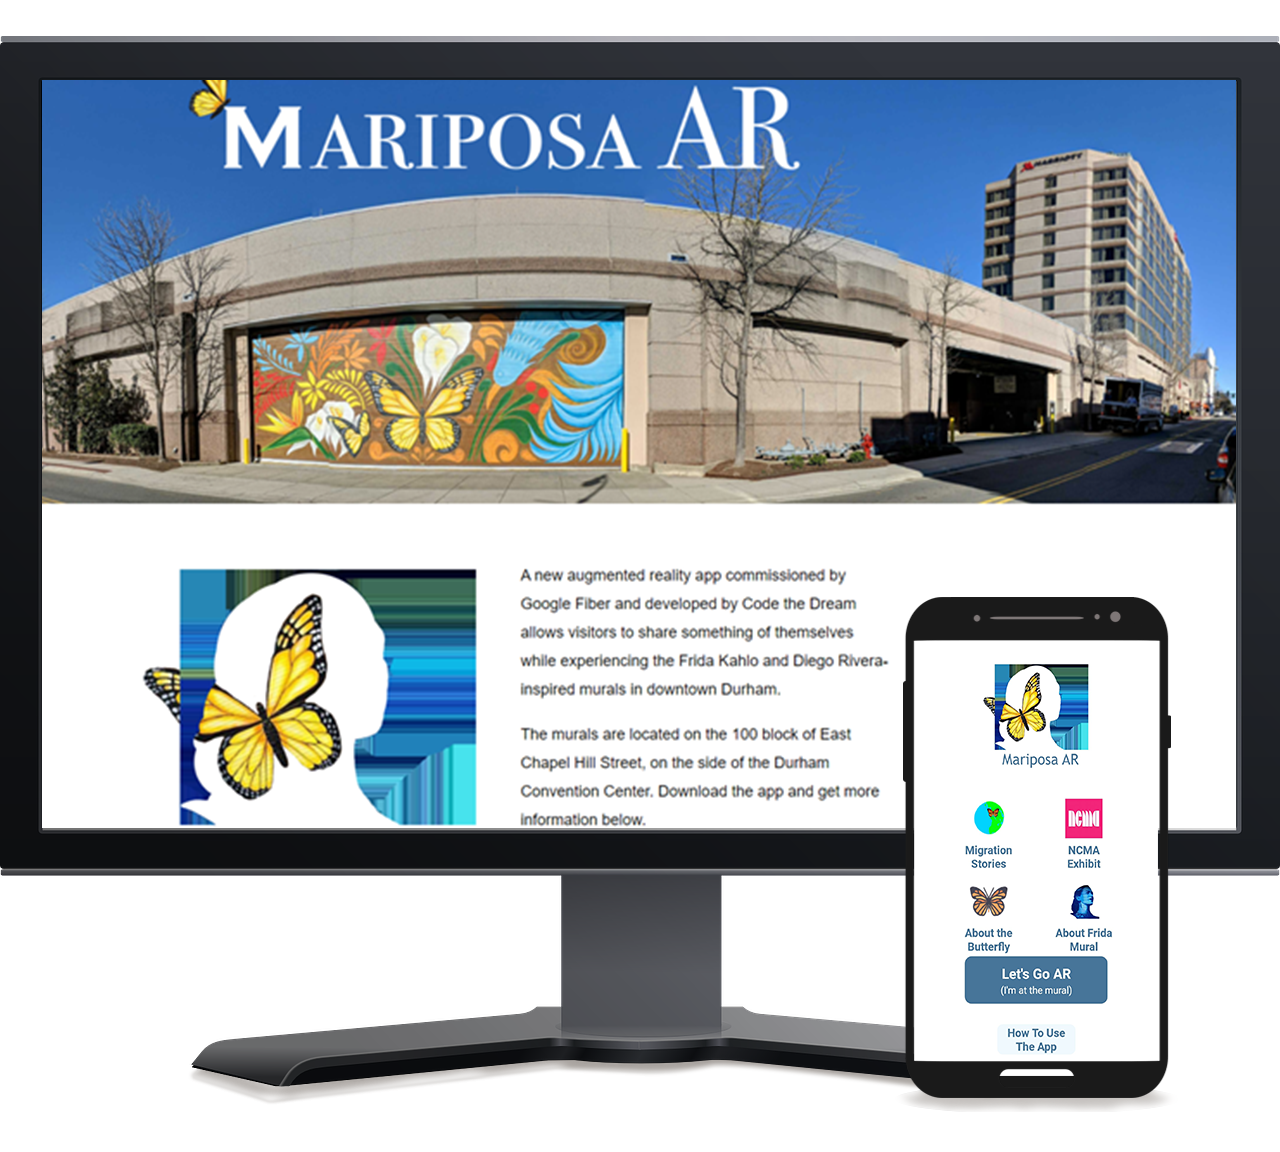 MARIPOSA AR
MARRIOTT
A new augmented reality app commissioned by
Google Fiber and developed by Code the Dream
allows visitors to share something of themselves
while experiencing the Frida Kahlo and Diego Rivera-
inspired murals in downtown Durham.
The murals are located on the 100 block of East
Chapel Hill Street, on the side of the Durham
Convention Center. Download the app and get more
information below.
Mariposa AR
Migration
Stories
ncma
NCMA
Exhibit
About the
Butterfly
About Frida
Mural
Let's Go AR
(I'm at the mural)
How To Use
The App